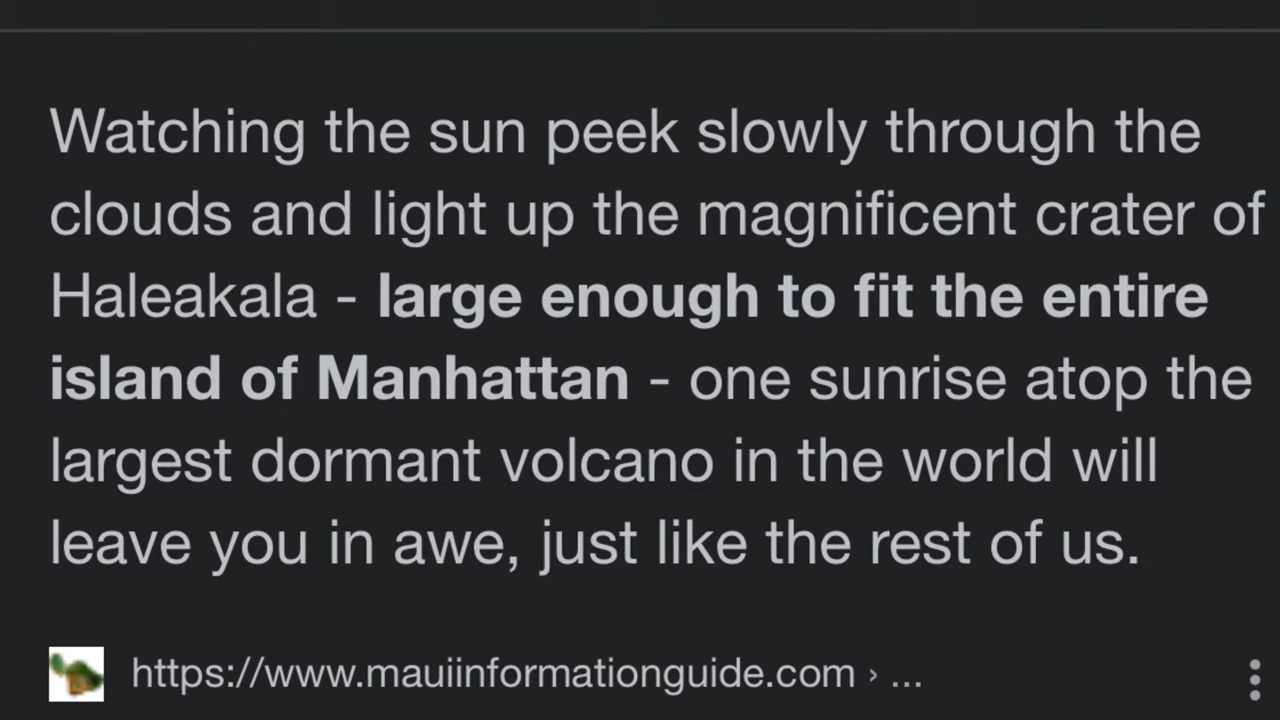 Watching the sun peek slowly through the
clouds and light up the magnificent crater of
Haleakala - large enough to fit the entire
island of Manhattan - one sunrise atop the
largest dormant volcano in the world will
leave you in awe, just like the rest of us.
https://www.mauiinformationguide.com › ...